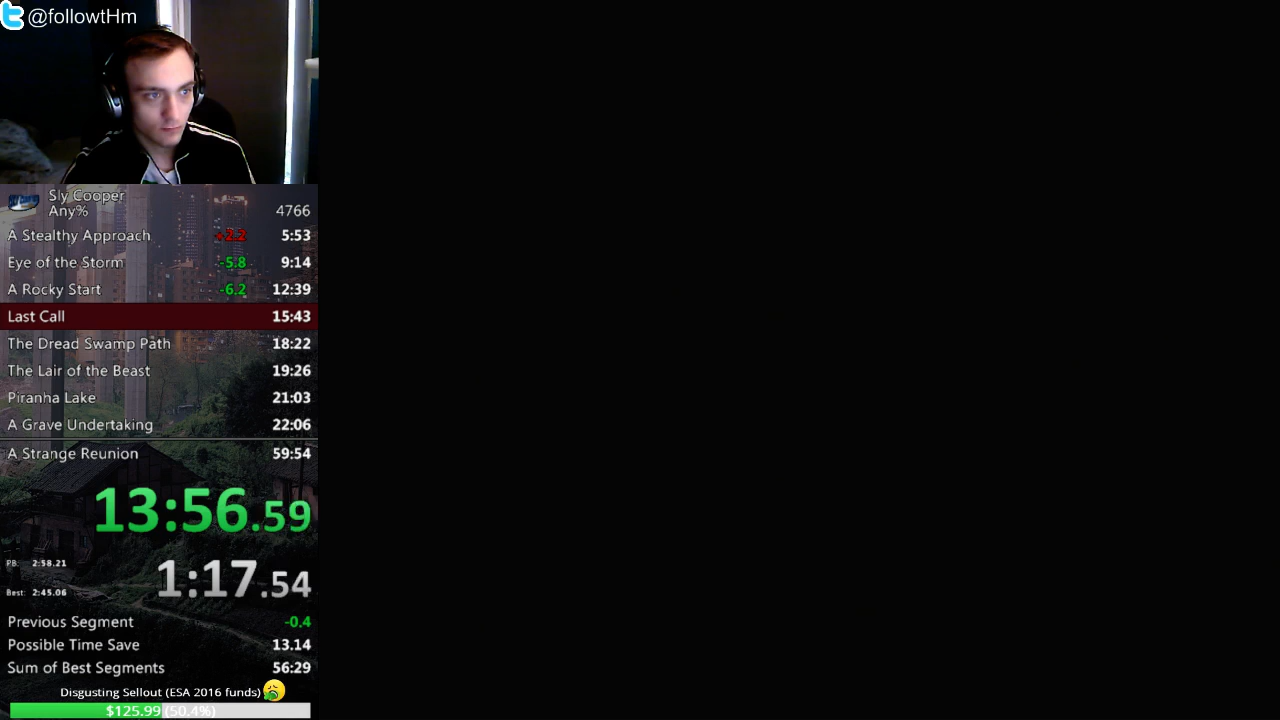 @followtHm
Sly Cooper
Any% 4766
A Stealthy Approach +2.2 5:53
Eye of the Storm -5.8 9:14
A Rocky Start -6.2 12:39
Last Call 15:43
The Dread Swamp Path 18:22
The Lair of the Beast 19:26
Piranha Lake 21:03
A Grave Undertaking 22:06
A Strange Reunion 59:54
13:56.59
PB: 2:58.21
1:17.54
Best: 2:45.06
Previous Segment -0.4
Possible Time Save 13.14
Sum of Best Segments 56:29
Disgusting Sellout (ESA 2016 funds)
$125.99 (50.4%)